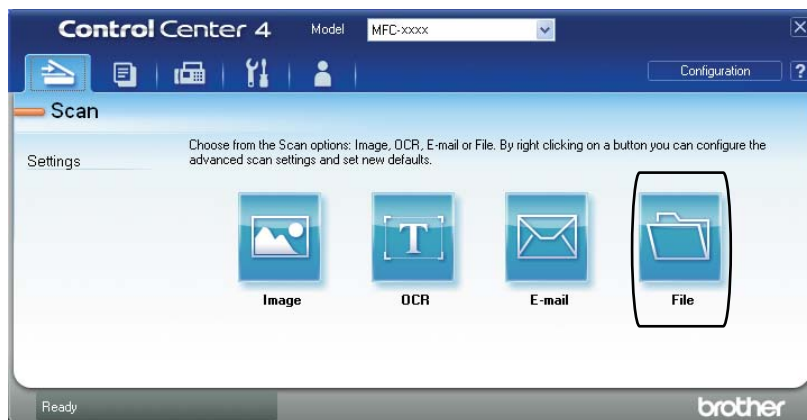 Control Center 4 Model MFC-xxxx
Configuration ?
Scan
Choose from the Scan options: Image, OCR, E-mail or File. By right clicking on a button you can configure the
Settings
advanced scan settings and set new defaults.
T
Image OCR E-mail File
Ready brother